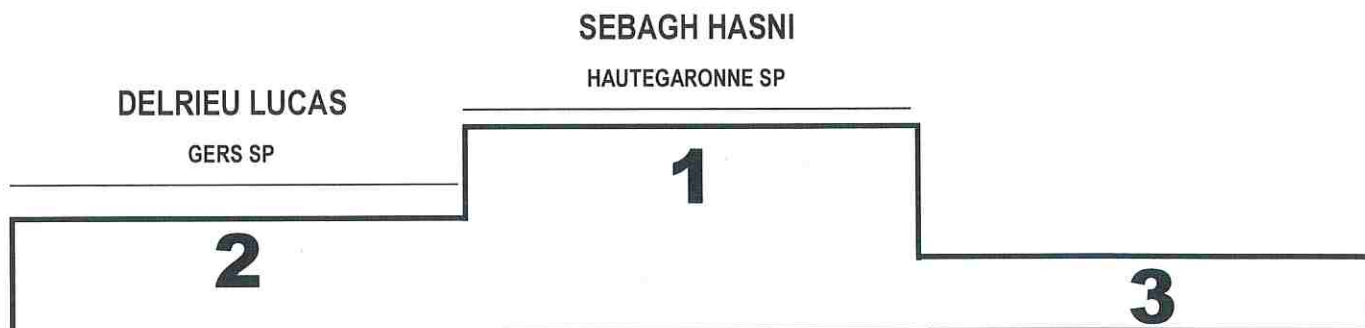 SEBAGH HASNI
HAUTEGARONNE SP
DELRIEU LUCAS
GERS SP
1
2
3